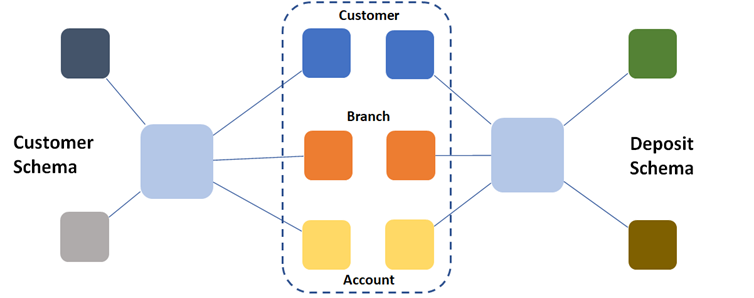 Customer
Branch
Customer
Schema
Deposit
Schema
Account